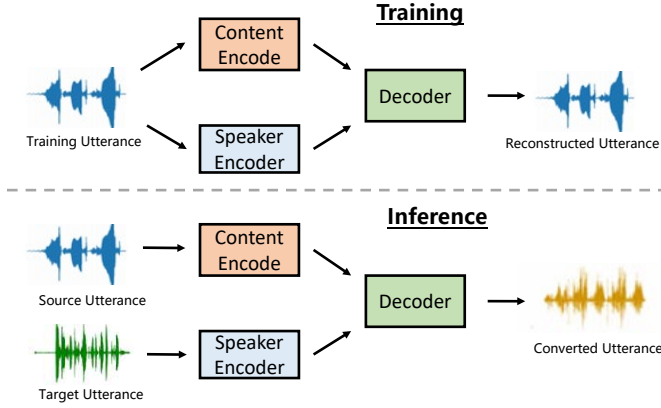 Training
Content
Encode
Decoder
Training Utterance
Speaker
Encoder
Reconstructed Utterance
Inference
Content
Encode
Source Utterance
Decoder
Speaker
Encoder
Converted Utterance
Target Utterance